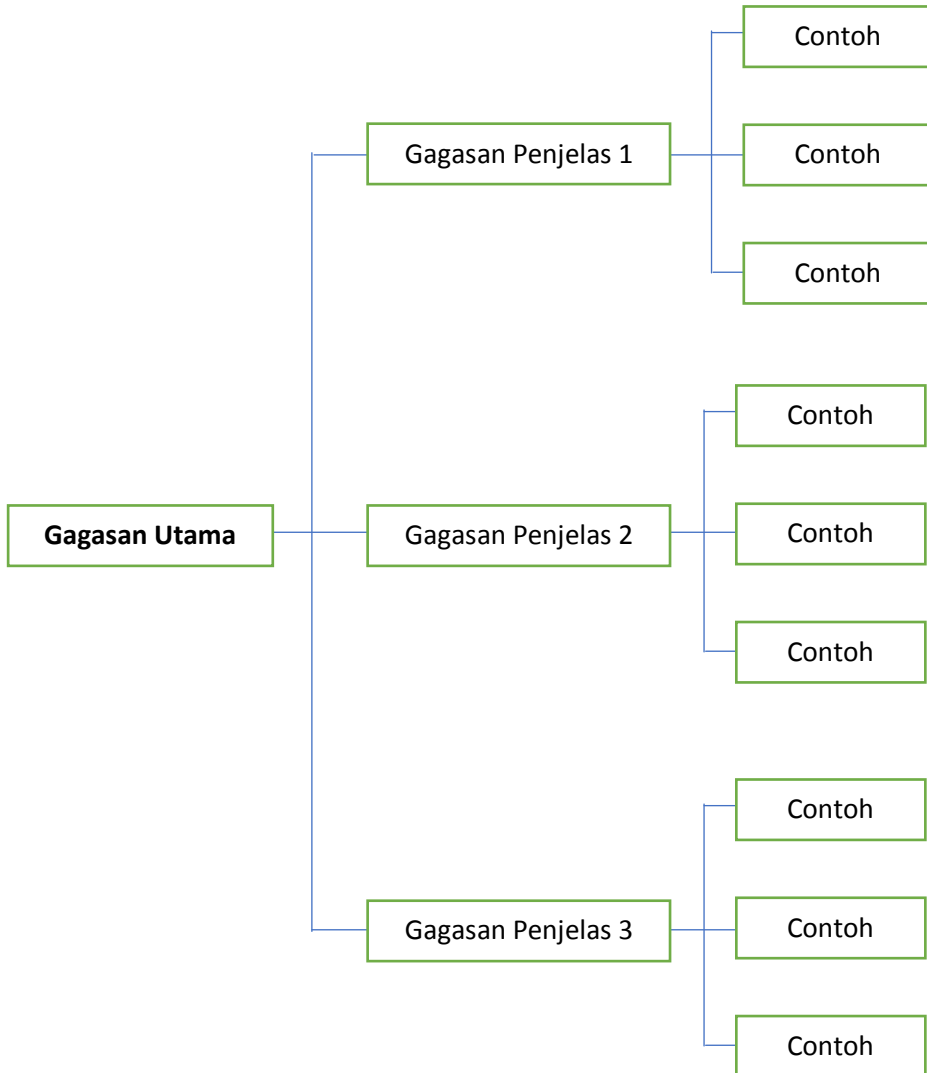 Contoh
Gagasan Penjelas 1
Contoh
Contoh
Contoh
Gagasan Utama
Gagasan Penjelas 2
Contoh
Contoh
Contoh
Gagasan Penjelas 3
Contoh
Contoh